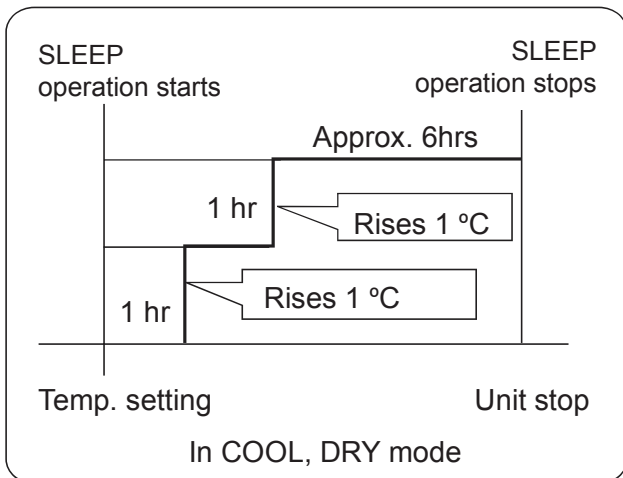 SLEEP
operation starts
SLEEP
operation stops
Approx. 6hrs
1 hr
Rises 1 ºC
1 hr
Rises 1 ºC
Temp. setting
Unit stop
In COOL, DRY mode